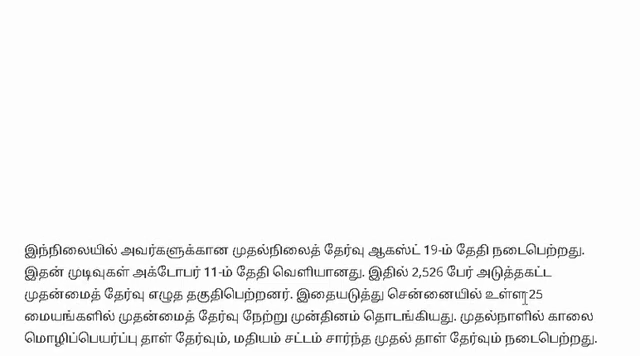 இந்நிலையில் அவர்களுக்கான முதல்நிலைத் தேர்வு ஆகஸ்ட் 19-ம் தேதி நடைபெற்றது.
இதன் முடிவுகள் அக்டோபர் 11-ம் தேதி வெளியானது. இதில் 2,526 பேர் அடுத்தகட்ட
முதன்மைத் தேர்வு எழுத தகுதிபெற்றனர். இதையடுத்து சென்னையில் உள்ள 25
மையங்களில் முதன்மைத் தேர்வு நேற்று முன்தினம் தொடங்கியது. முதல்நாளில் காலை
மொழிப்பெயர்ப்பு தாள் தேர்வும், மதியம் சட்டம் சார்ந்த முதல் தாள் தேர்வும் நடைபெற்றது.